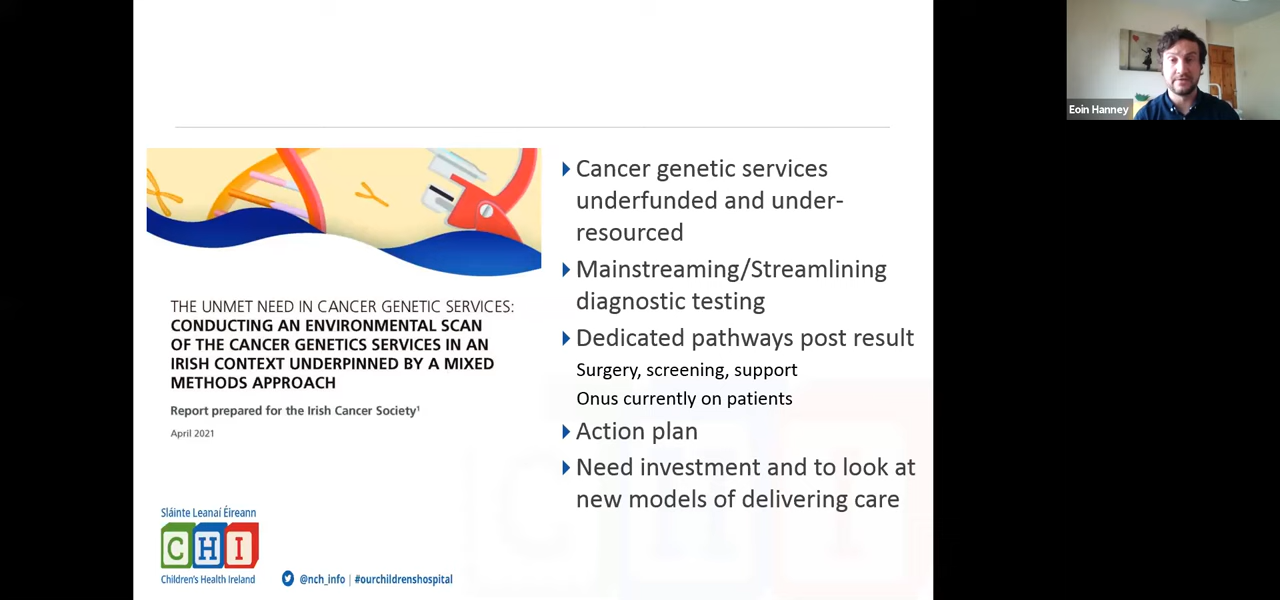 Eoin Hanney
THE UNMET NEED IN CANCER GENETIC SERVICES:
CONDUCTING AN ENVIRONMENTAL SCAN
OF THE CANCER GENETICS SERVICES IN AN
IRISH CONTEXT UNDERPINNED BY A MIXED
METHODS APPROACH
Report prepared for the Irish Cancer Society¹
April 2021
Cancer genetic services
underfunded and under-
resourced
Mainstreaming/Streamlining
diagnostic testing
Dedicated pathways post result
Surgery, screening, support
Onus currently on patients
Action plan
Need investment and to look at
new models of delivering care
Sláinte Leanaí Éireann
CHI
Children's Health Ireland
@nch_info | #ourchildrenshospital